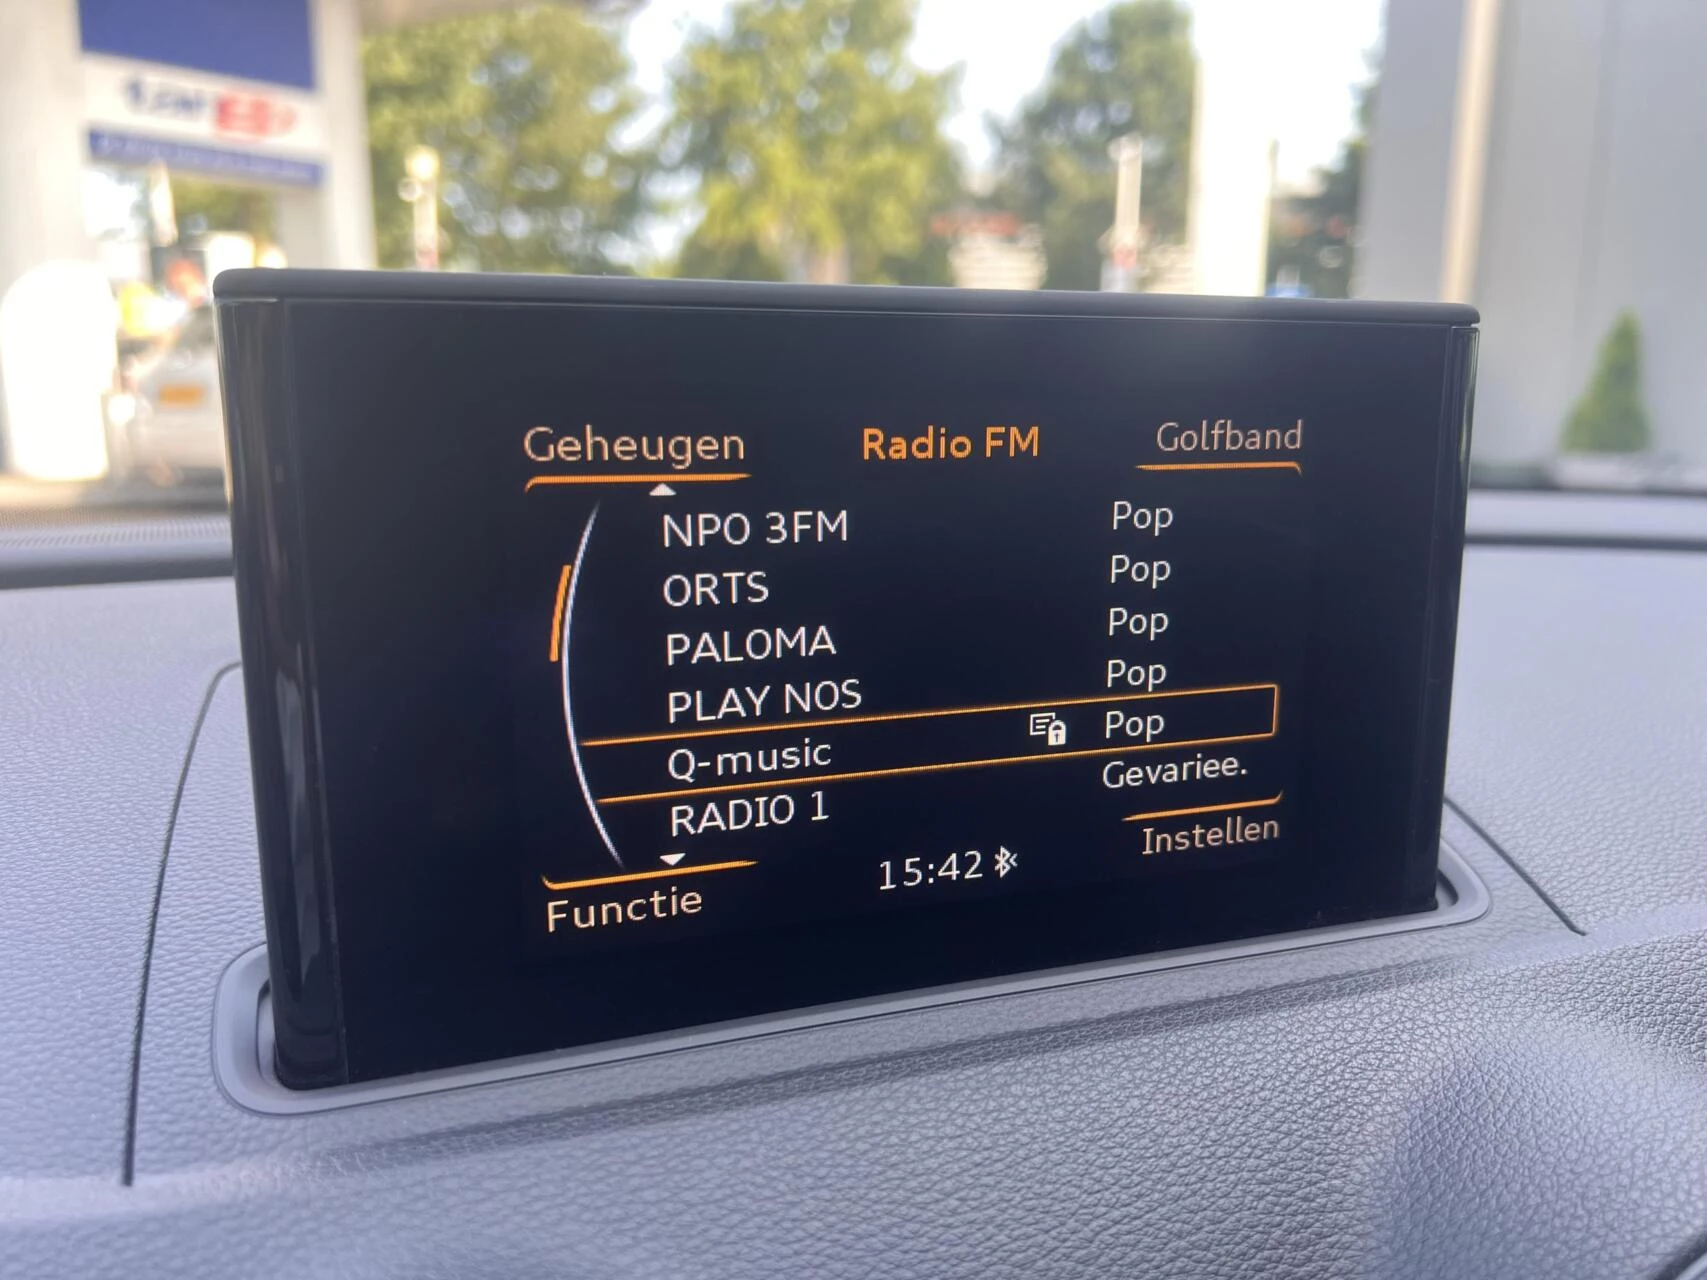 Geheugen Radio FM Golfband
NPO 3FM Pop
ORTS Pop
PALOMA Pop
PLAY NOS Pop
Q-music Pop
RADIO 1 Gevariee.
Functie 15:42 Instellen